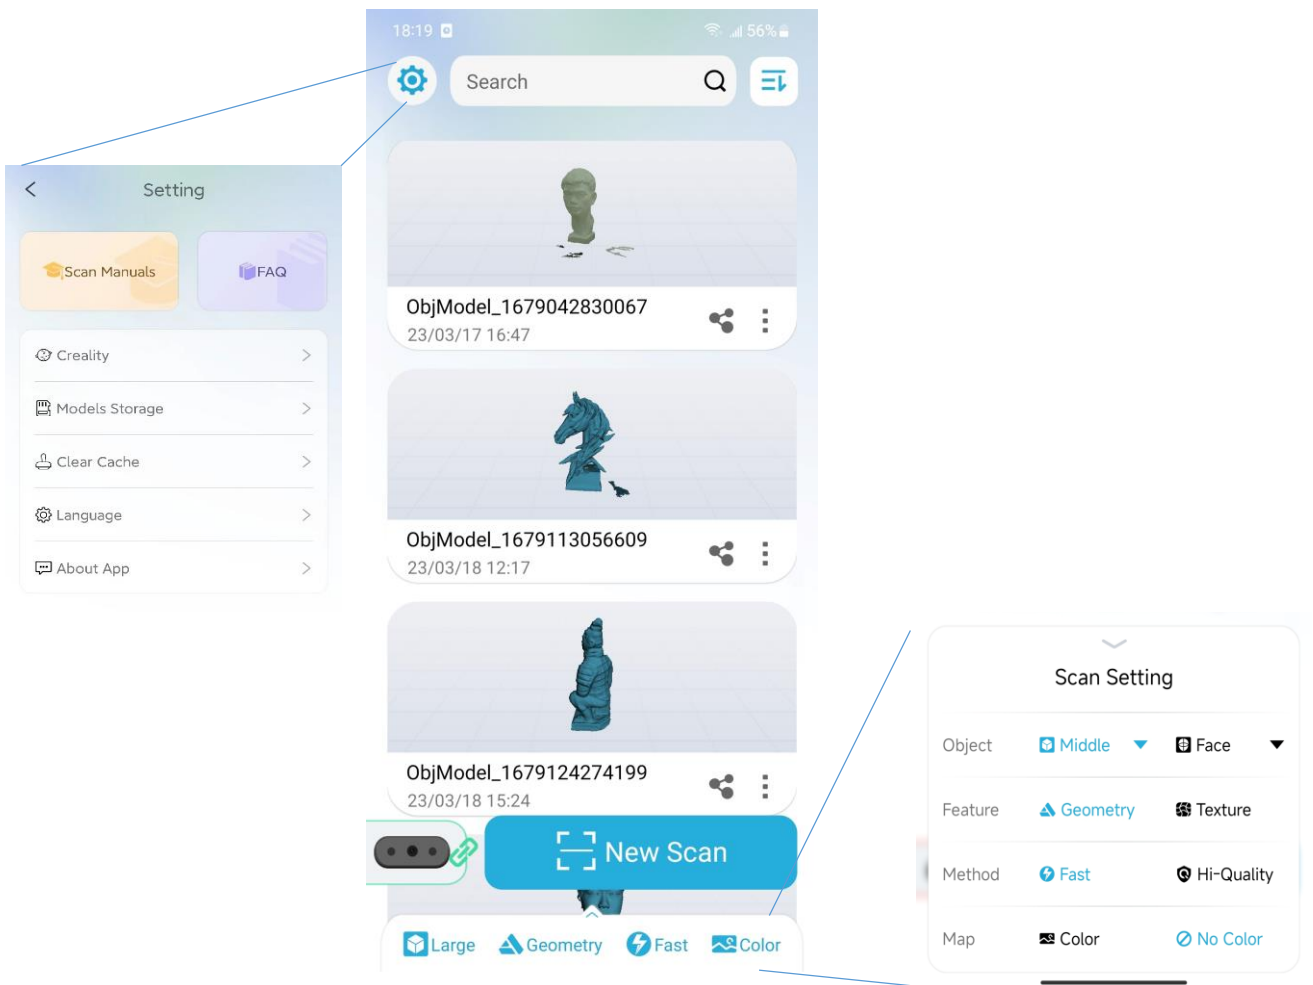 18:19
56%
Search
Setting
Scan Manuals
FAQ
Creality
Models Storage
Clear Cache
Language
About App
ObjModel_1679042830067
23/03/17 16:47
ObjModel_1679113056609
23/03/18 12:17
ObjModel_1679124274199
23/03/18 15:24
New Scan
Large Geometry Fast Color
Scan Setting
Object Middle Face
Feature Geometry Texture
Method Fast Hi-Quality
Map Color No Color